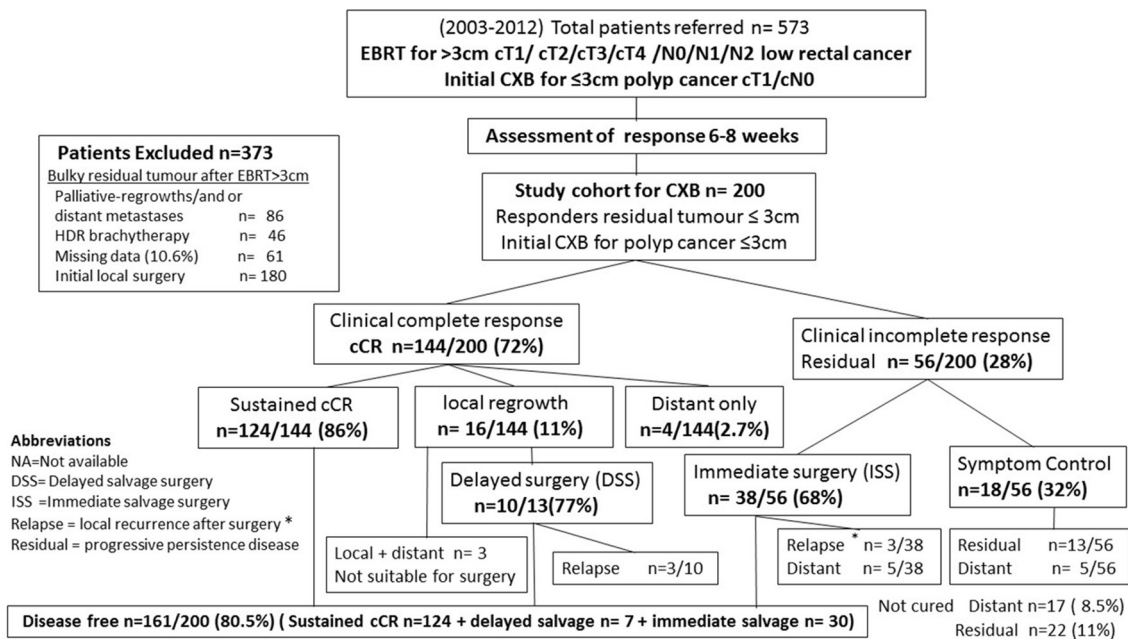 (2003-2012) Total patients referred n= 573
EBRT for >3cm cT1/ cT2/cT3/cT4 /N0/N1/N2 low rectal cancer
Initial CXB for ≤3cm polyp cancer cT1/cN0
Assessment of response 6-8 weeks
Patients Excluded n=373
Bulky residual tumour after EBRT>3cm
Palliative-regrowths/and or
distant metastases n= 86
HDR brachytherapy n= 46
Missing data (10.6%) n= 61
Initial local surgery n= 180
Study cohort for CXB n= 200
Responders residual tumour ≤ 3cm
Initial CXB for polyp cancer ≤3cm
Clinical complete response
cCR n=144/200 (72%)
Clinical incomplete response
Residual n= 56/200 (28%)
Sustained cCR
n=124/144 (86%)
local regrowth
n= 16/144 (11%)
Distant only
n=4/144(2.7%)
Abbreviations
NA=Not available
DSS= Delayed salvage surgery
ISS =Immediate salvage surgery
Relapse = local recurrence after surgery *
Residual = progressive persistence disease
Delayed surgery (DSS)
n=10/13(77%)
Immediate surgery (ISS)
n= 38/56 (68%)
Symptom Control
n=18/56 (32%)
Local + distant n= 3
Not suitable for surgery
Relapse n=3/10
Relapse * n= 3/38
Distant n= 5/38
Residual n=13/56
Distant n= 5/56
Disease free n=161/200 (80.5%) ( Sustained cCR n=124 + delayed salvage n= 7 + immediate salvage n= 30)
Not cured Distant n=17 ( 8.5%)
Residual n=22 (11%)